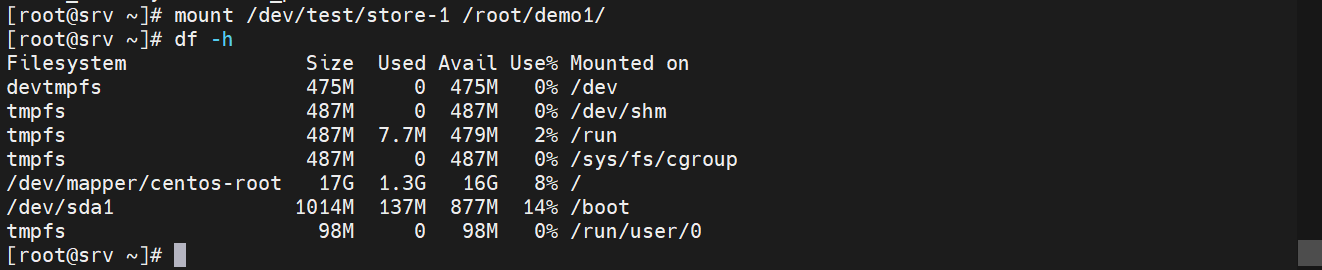 [root@srv ~]# mount /dev/test/store-1 /root/demo1/
[root@srv ~]# df -h
Filesystem               Size  Used Avail Use% Mounted on
devtmpfs                 475M     0  475M   0% /dev
tmpfs                    487M     0  487M   0% /dev/shm
tmpfs                    487M  7.7M  479M   2% /run
tmpfs                    487M     0  487M   0% /sys/fs/cgroup
/dev/mapper/centos-root   17G  1.3G   16G   8% /
/dev/sda1               1014M  137M  877M  14% /boot
tmpfs                     98M     0   98M   0% /run/user/0
[root@srv ~]#